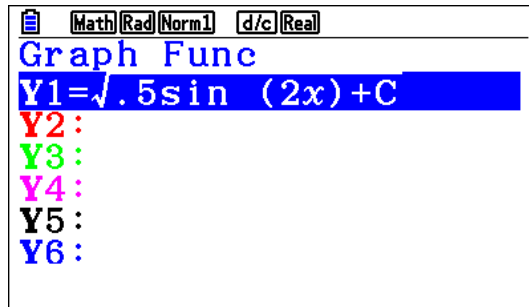 Math Rad Norm1 d/c Real
Graph Func
Y1=√.5sin (2x)+C
Y2:
Y3:
Y4:
Y5:
Y6: